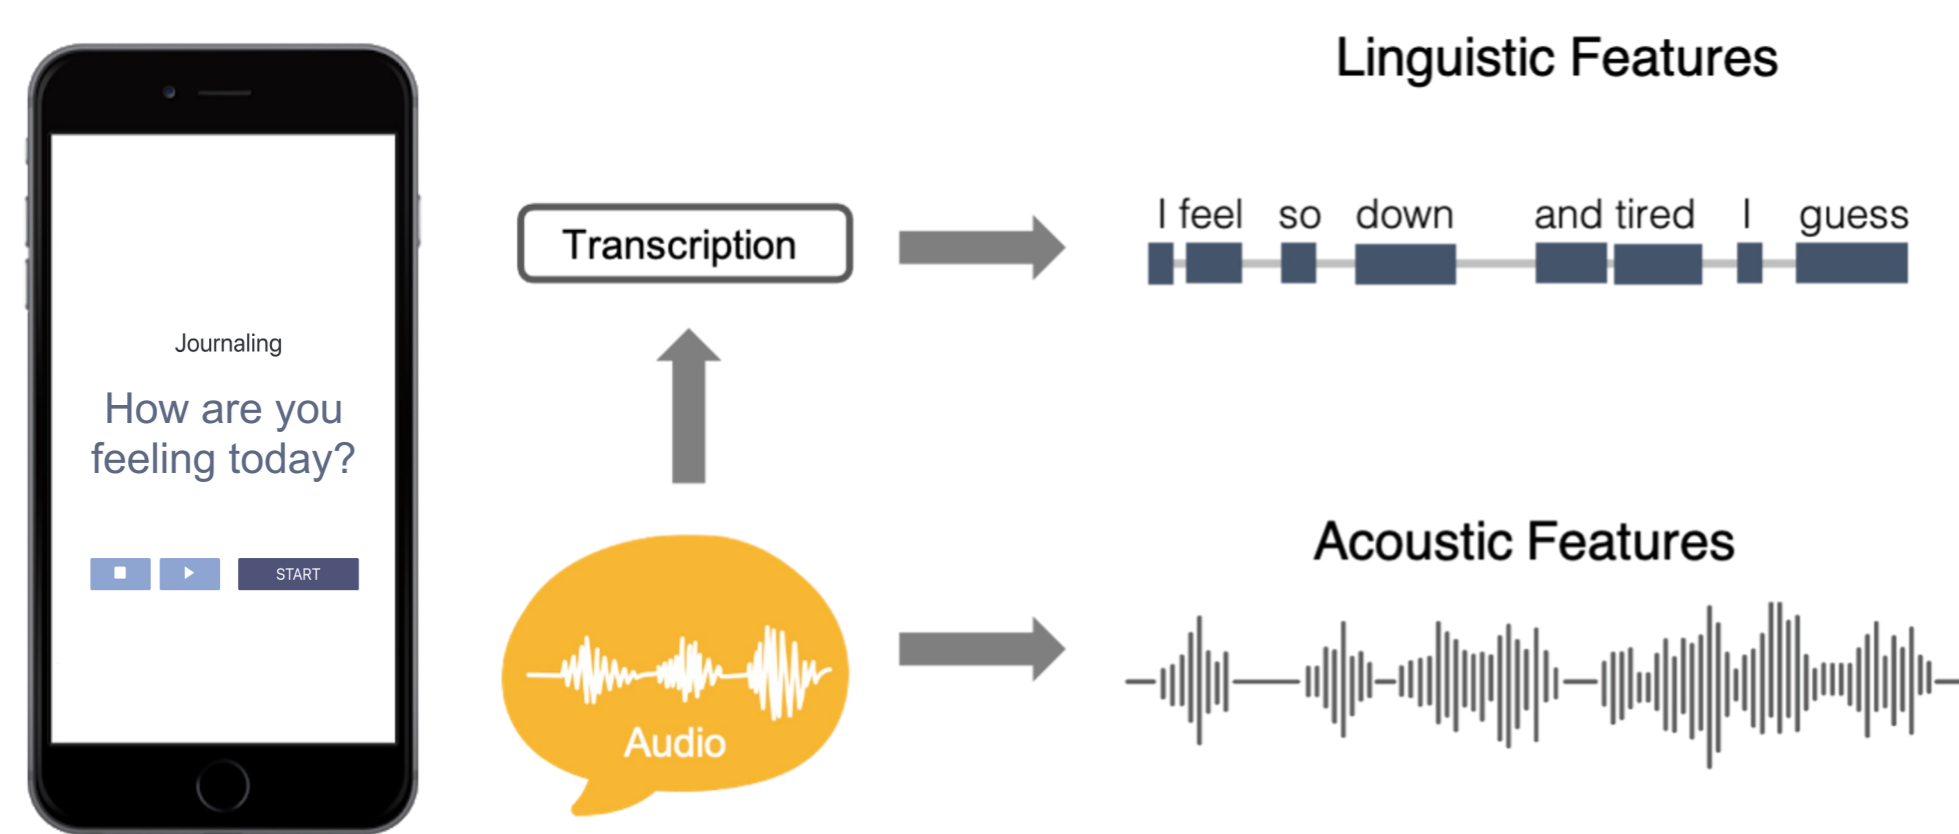 Journaling
How are you
feeling today?
START
Transcription
Audio
Linguistic Features
I feel so down and tired I guess
Acoustic Features